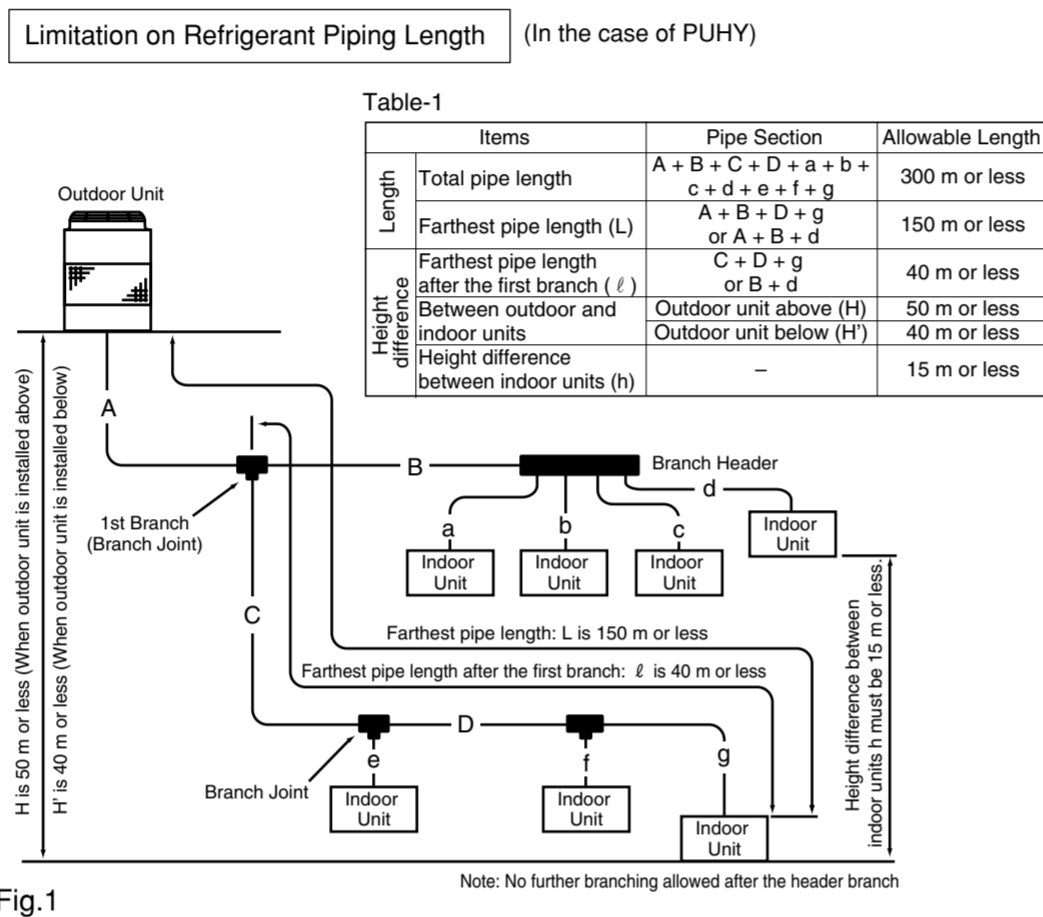 Limitation on Refrigerant Piping Length
(In the case of PUHY)
Table-1
Items
Pipe Section
Allowable Length
Length
Total pipe length
A + B + C + D + a + b +
c + d + e + f + g
300 m or less
Farthest pipe length (L)
A + B + D + g
or A + B + d
150 m or less
Height
difference
Farthest pipe length
after the first branch ( ℓ )
C + D + g
or B + d
40 m or less
Between outdoor and
indoor units
Outdoor unit above (H)
50 m or less
Outdoor unit below (H')
40 m or less
Height difference
between indoor units (h)
–
15 m or less
Outdoor Unit
H is 50 m or less (When outdoor unit is installed above)
H' is 40 m or less (When outdoor unit is installed below)
A
B
Branch Header
1st Branch
(Branch Joint)
a
b
c
d
Indoor
Unit
Indoor
Unit
Indoor
Unit
Indoor
Unit
C
Farthest pipe length: L is 150 m or less
Farthest pipe length after the first branch: ℓ is 40 m or less
Height difference between
indoor units h must be 15 m or less.
D
Branch Joint
e
f
g
Indoor
Unit
Indoor
Unit
Indoor
Unit
Note: No further branching allowed after the header branch
Fig.1